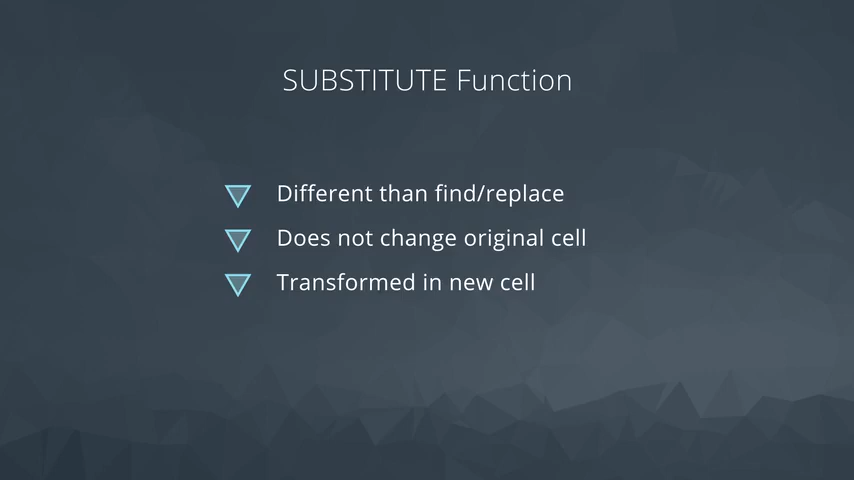 SUBSTITUTE Function
Different than find/replace
Does not change original cell
Transformed in new cell